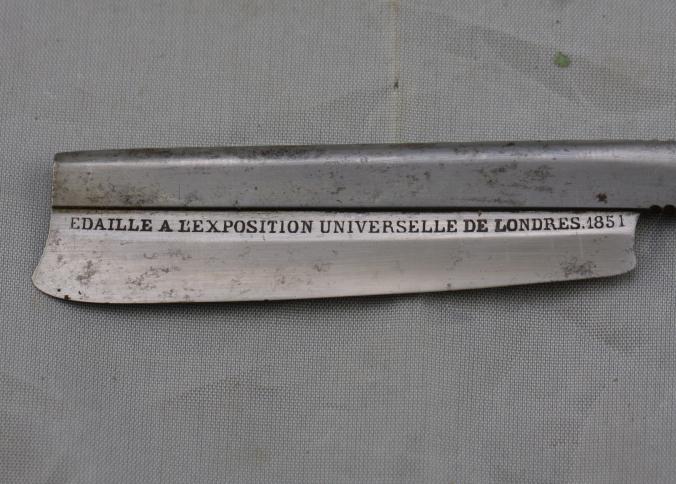 EDAILLE A L'EXPOSITION UNIVERSELLE DE LONDRES.1851